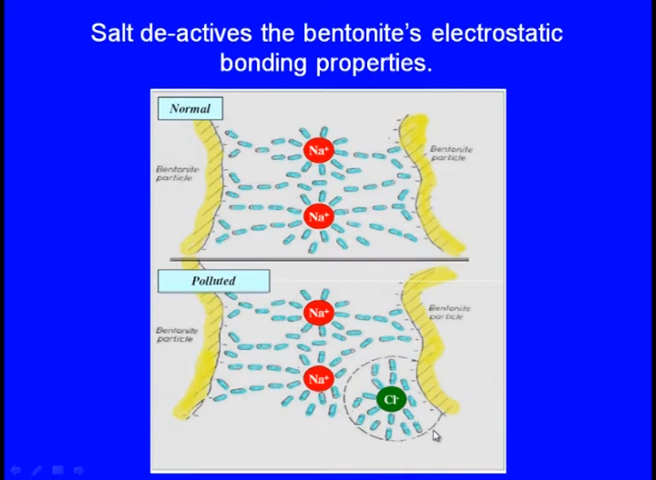 Salt de-actives the bentonite's electrostatic
bonding properties.
Normal
Na⁺
Bentonite
particle
Bentonite
particle
Na⁺
Polluted
Na⁺
Bentonite
particle
Bentonite
particle
Na⁺
Cl⁻